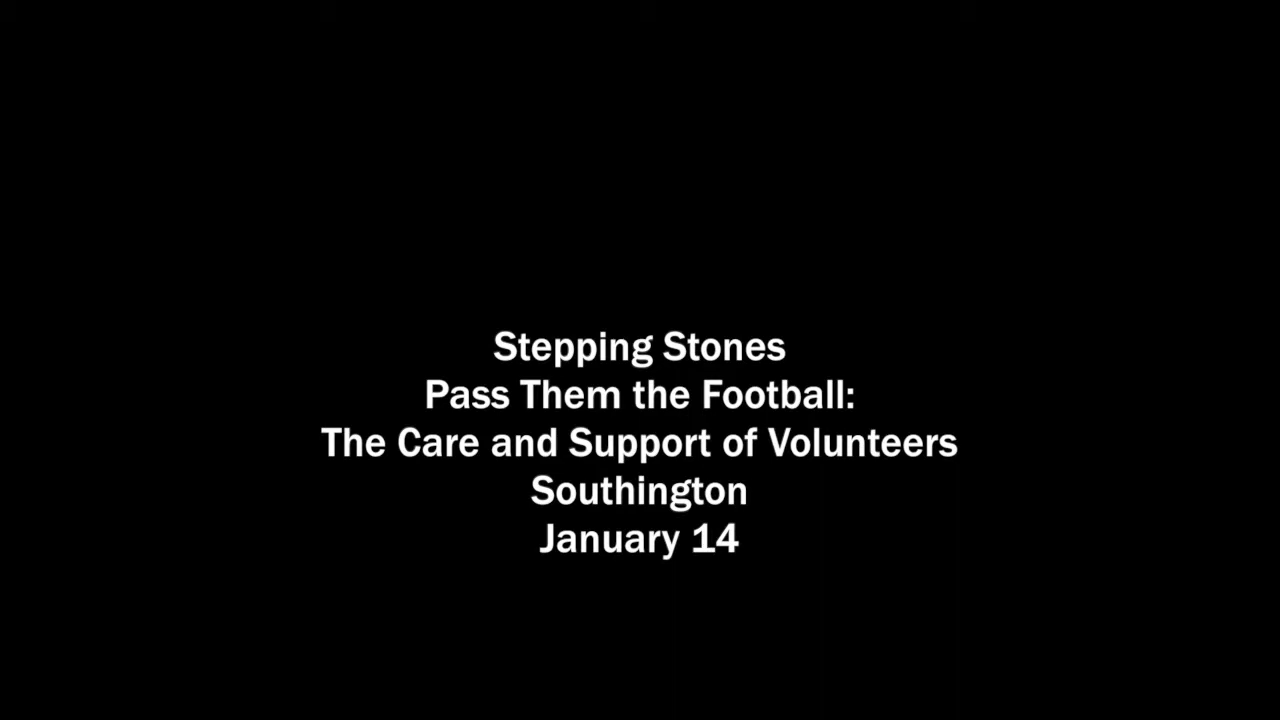 Stepping Stones
Pass Them the Football:
The Care and Support of Volunteers
Southington
January 14